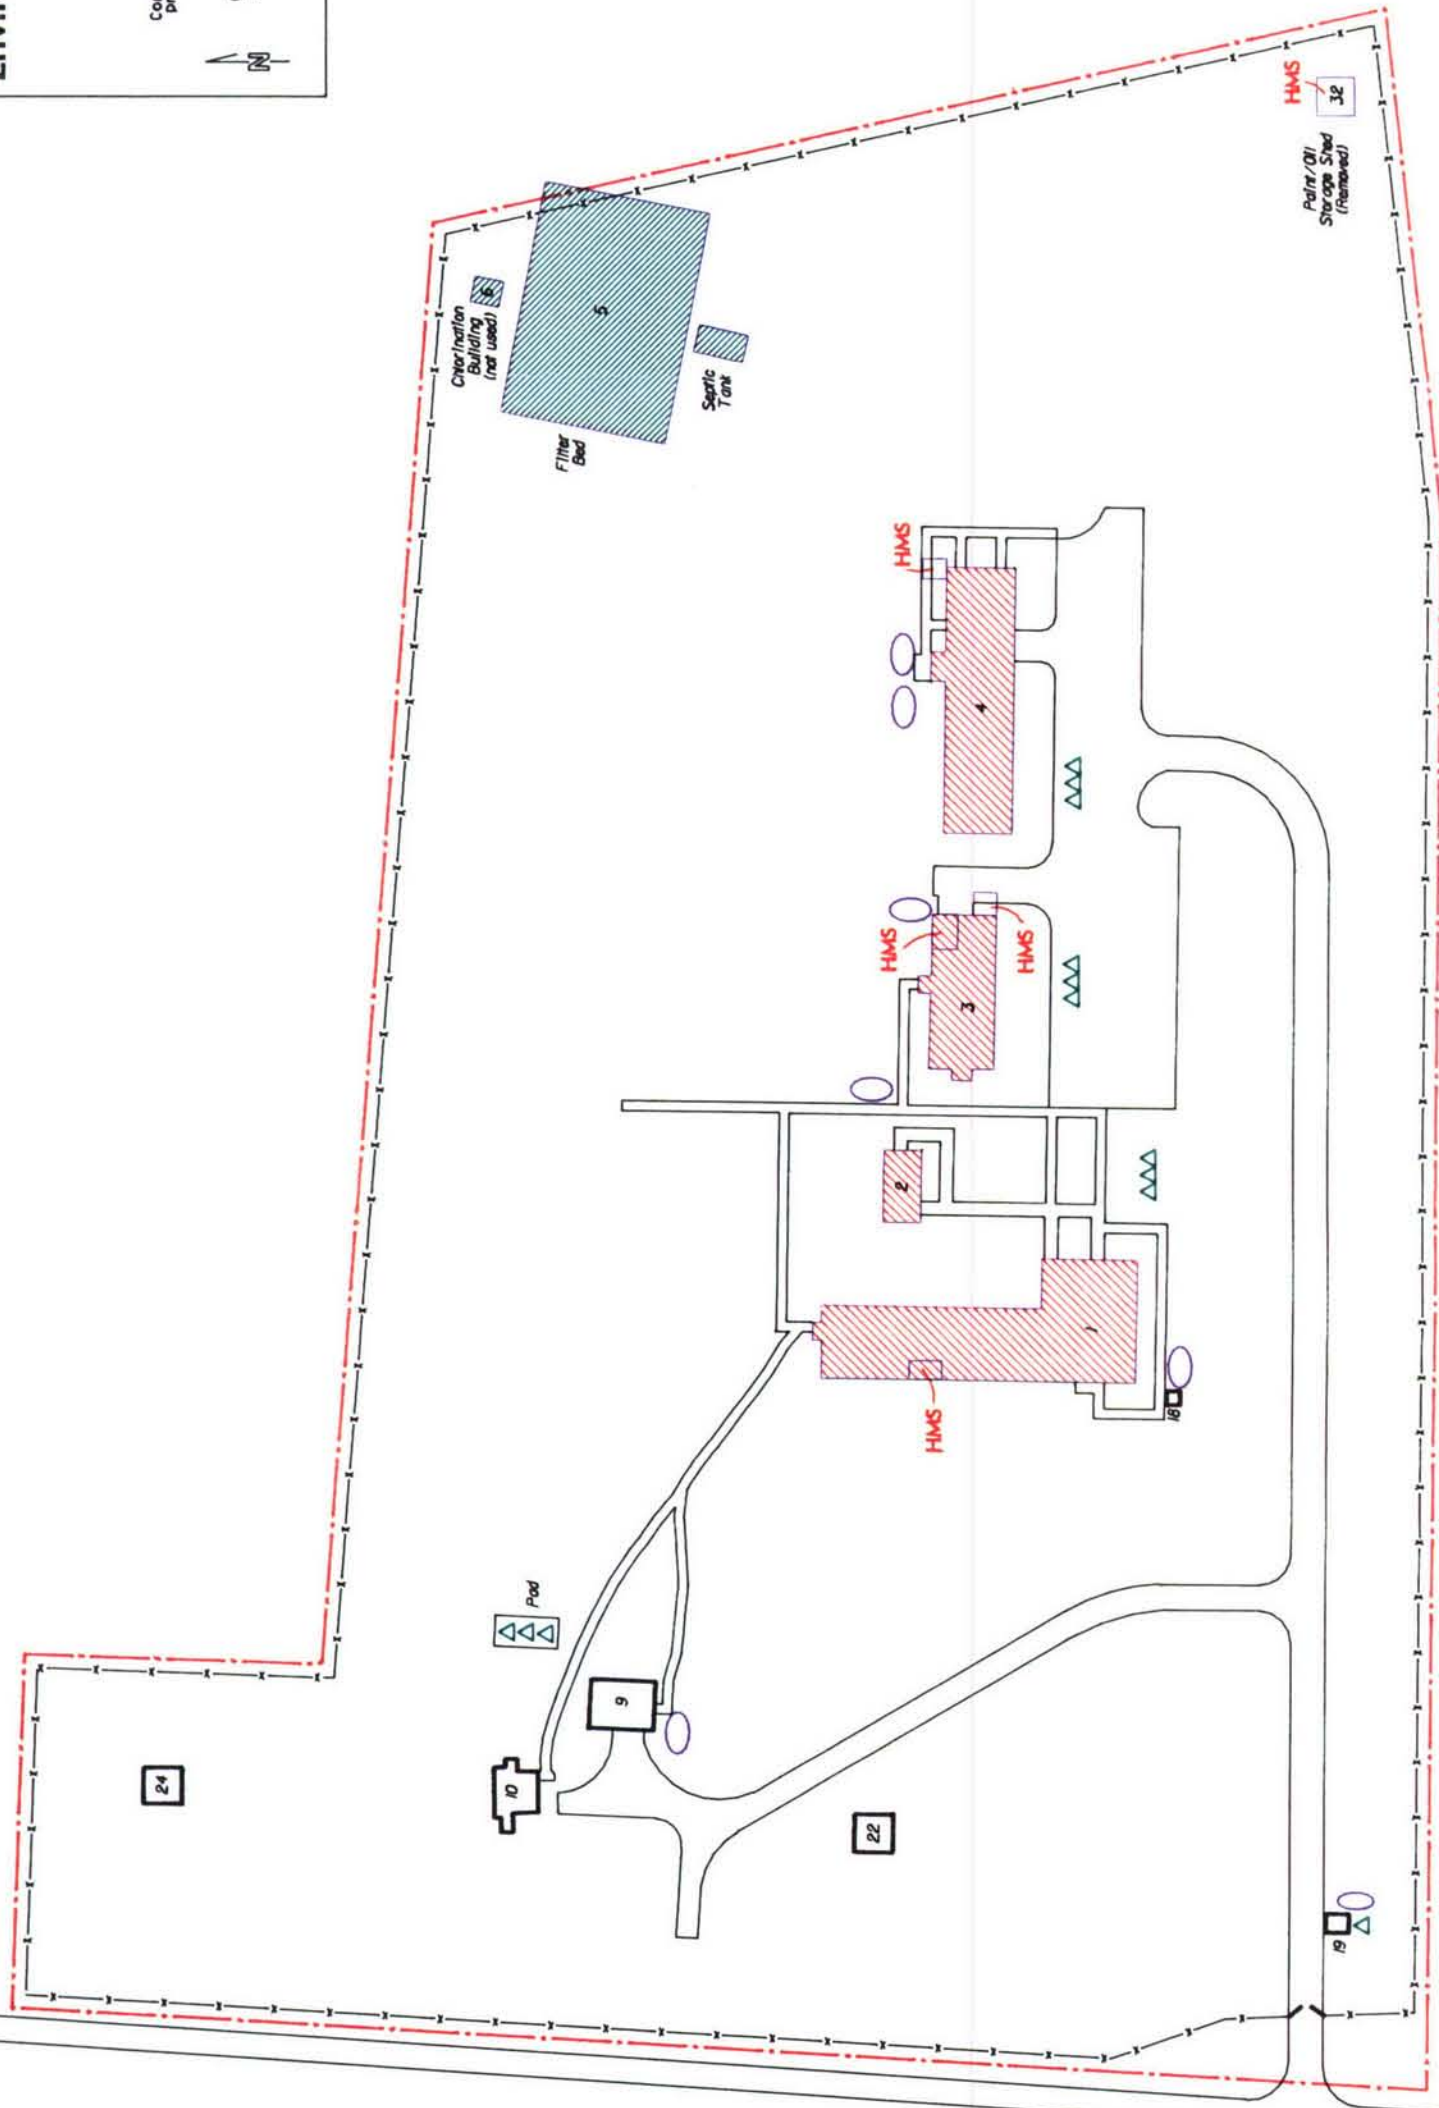 N
HMS
32
Paint/Oil
Storage Shed
(Removed)
Chlorination
Building
(not used)
6
5
Septic
Tank
Filter
Bed
HMS
4
HMS
HMS
3
2
1
HMS
18
Pad
9
10
24
22
19